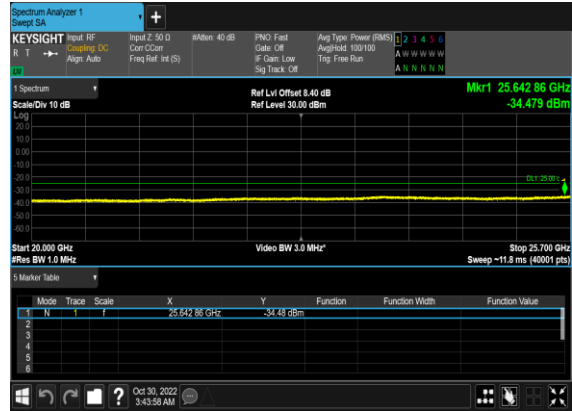 Spectrum Analyzer 1
Swept SA
+
KEYSIGHT Input: RF Input Z: 50 Ω #Atten: 40 dB PNO: Fast Avg Type: Power (RMS) 1 2 3 4 5 6
R T Coupling: DC Corr CCorr Gate: Off Avg|Hold: 100/100 A W W W W W
Align: Auto Freq Ref: Int (S) IF Gain: Low Trig: Free Run
Sig Track: Off A N N N N N
1 Spectrum Ref Lvl Offset 8.40 dB Mkr1 25.642 86 GHz
Scale/Div 10 dB Ref Level 30.00 dBm -34.479 dBm
Log
20.0
10.0
0.00
-10.0
-20.0
DL1 -25.00
-30.0
-40.0
-50.0
-60.0
Start 20.000 GHz Video BW 3.0 MHz* Stop 25.700 GHz
#Res BW 1.0 MHz Sweep ~11.8 ms (40001 pts)
5 Marker Table
Mode Trace Scale X Y Function Function Width Function Value
1 N 1 f 25.642 86 GHz -34.48 dBm
2
3
4
5
6
? Oct 30, 2022
3:43:58 AM